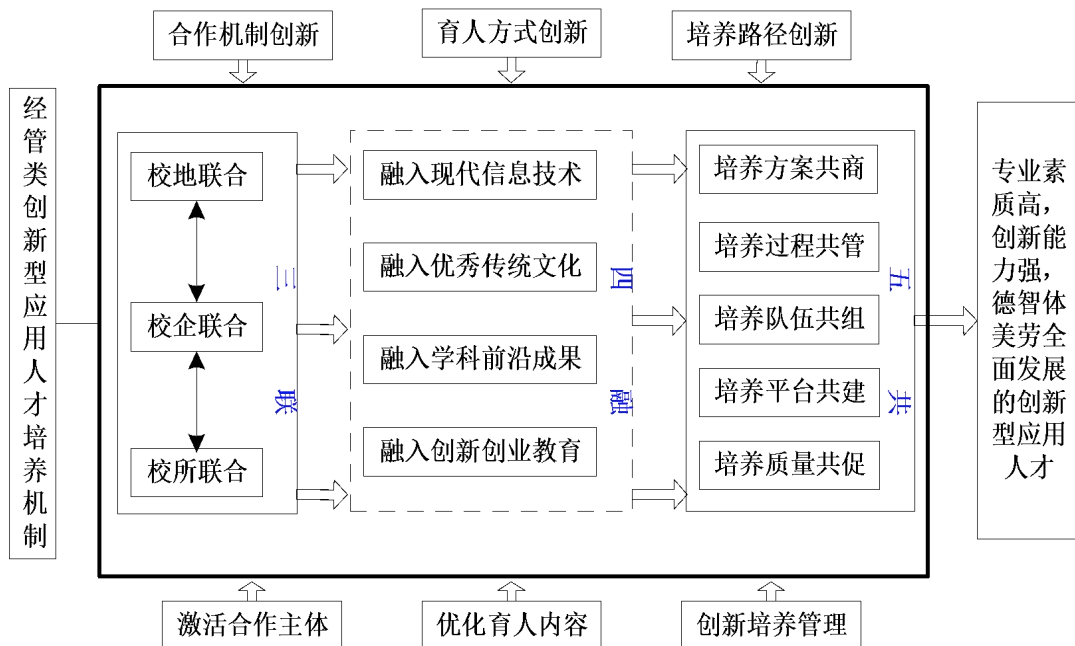 合作机制创新
育人方式创新
培养路径创新
经管类创新型应用人才培养机制
校地联合
校企联合
校所联合
三联
融入现代信息技术
融入优秀传统文化
融入学科前沿成果
融入创新创业教育
四融
培养方案共商
培养过程共管
培养队伍共组
培养平台共建
培养质量共促
五共
专业素
质高，
创新能
力强，
德智体
美劳全
面发展
的创新
型应用
人才
激活合作主体
优化育人内容
创新培养管理